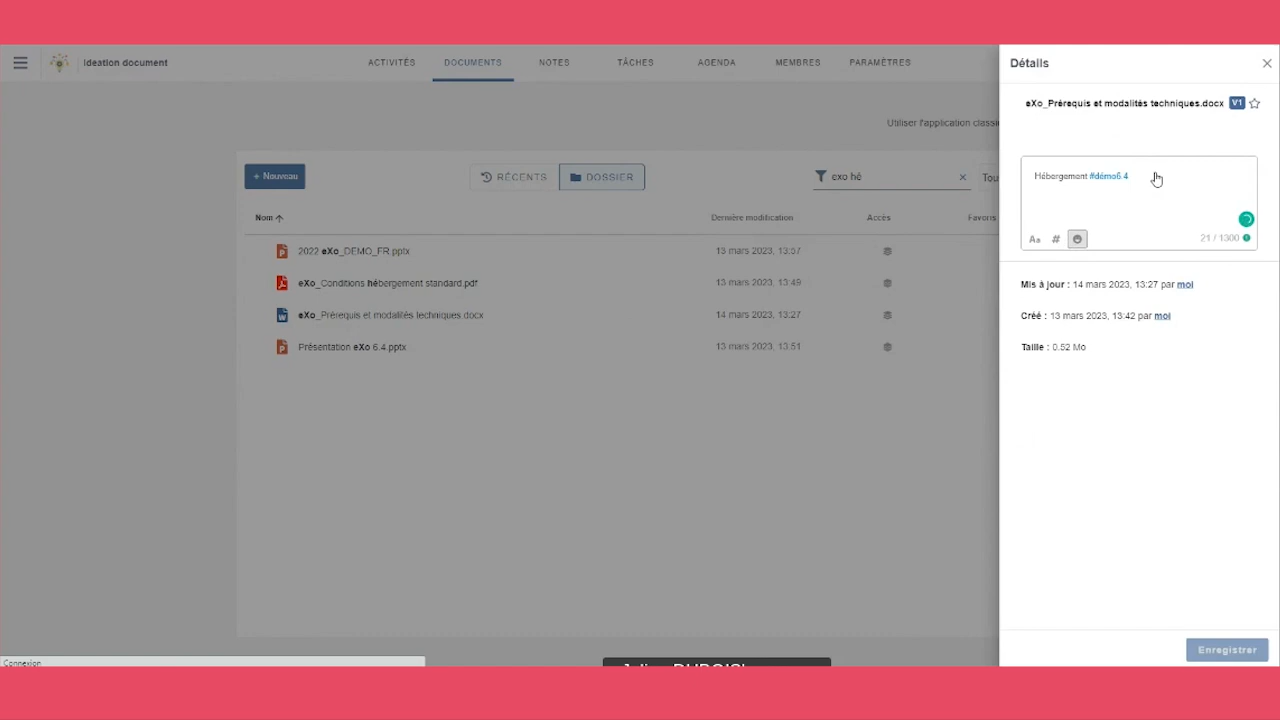 ideation document
ACTIVITÉS DOCUMENTS NOTES TÂCHES AGENDA MEMBRES PARAMÈTRES
Utiliser l'application
+ Nouveau
RÉCENTS DOSSIER
exo hé
Nom Dernière modification Accès Favoris
2022 eXo_DEMO_FR.pptx 13 mars 2023, 13:57
eXo_Conditions hébergement standard.pdf 13 mars 2023, 13:49
eXo_Prérequis et modalités techniques.docx 14 mars 2023, 13:27
Présentation eXo 6.4.pptx 13 mars 2023, 13:51
Connexion
Détails
eXo_Prérequis et modalités techniques.docx V1
Hébergement #démo6.4
Aa # 21 / 1300
Mis à jour : 14 mars 2023, 13:27 par moi
Créé : 13 mars 2023, 13:42 par moi
Taille : 0.52 Mo
Enregistrer